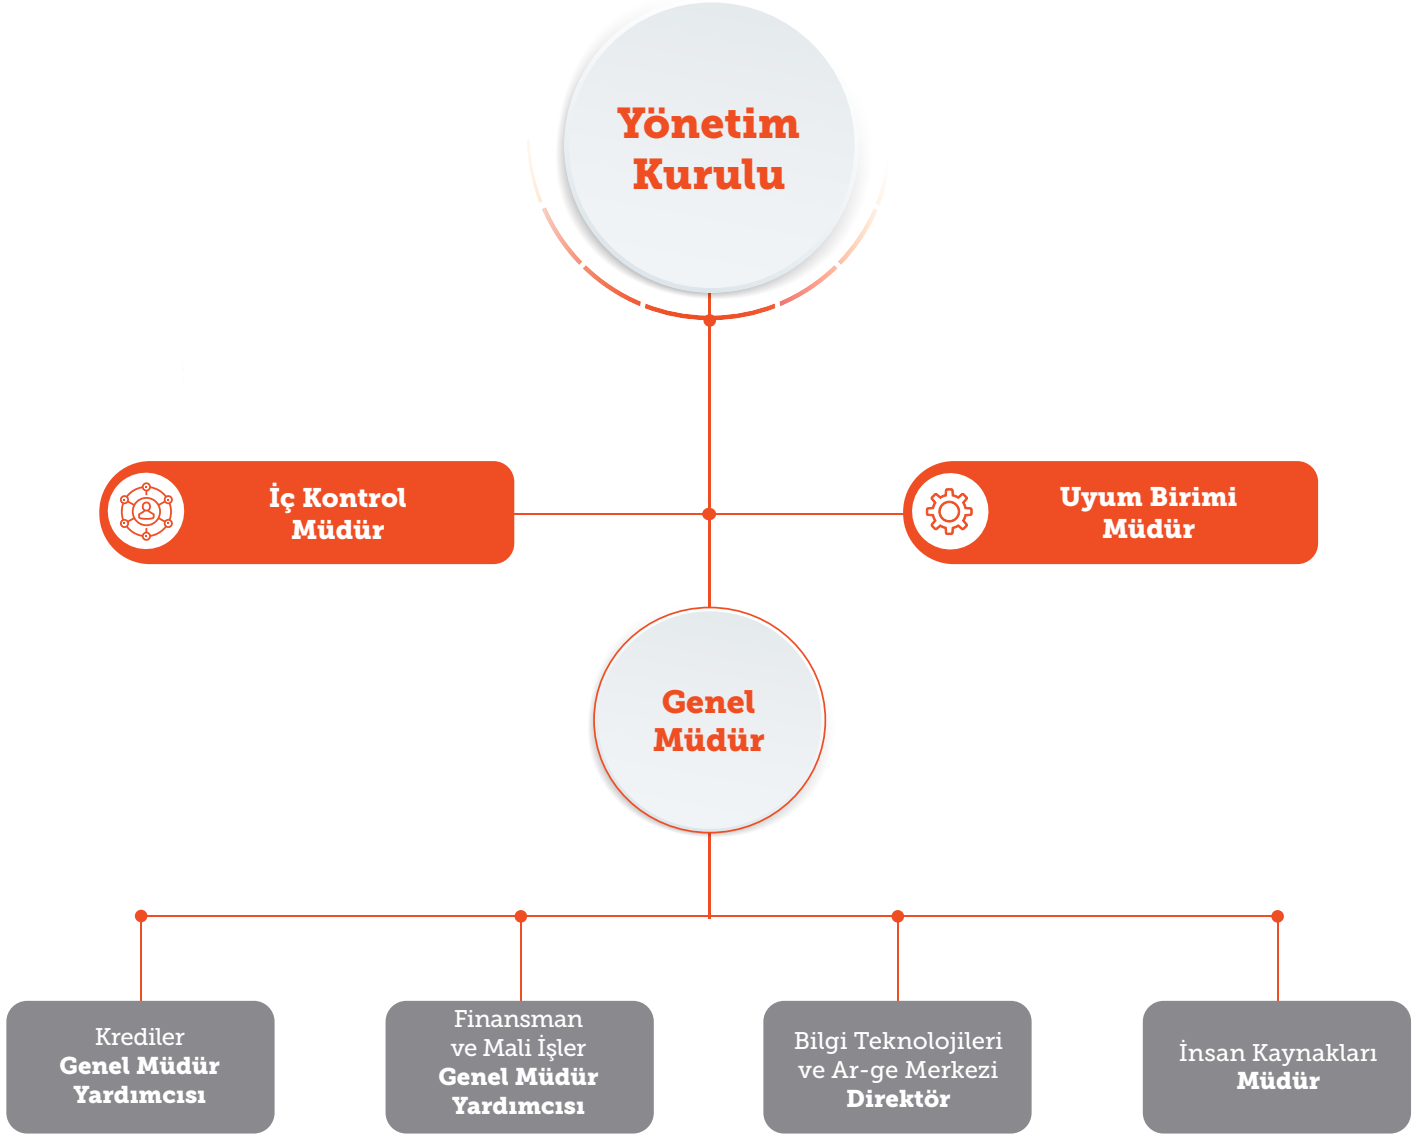 Yönetim
Kurulu
İç Kontrol
Müdür
Uyum Birimi
Müdür
Genel
Müdür
Krediler
Genel Müdür
Yardımcısı
Finansman
ve Mali İşler
Genel Müdür
Yardımcısı
Bilgi Teknolojileri
ve Ar-ge Merkezi
Direktör
İnsan Kaynakları
Müdür